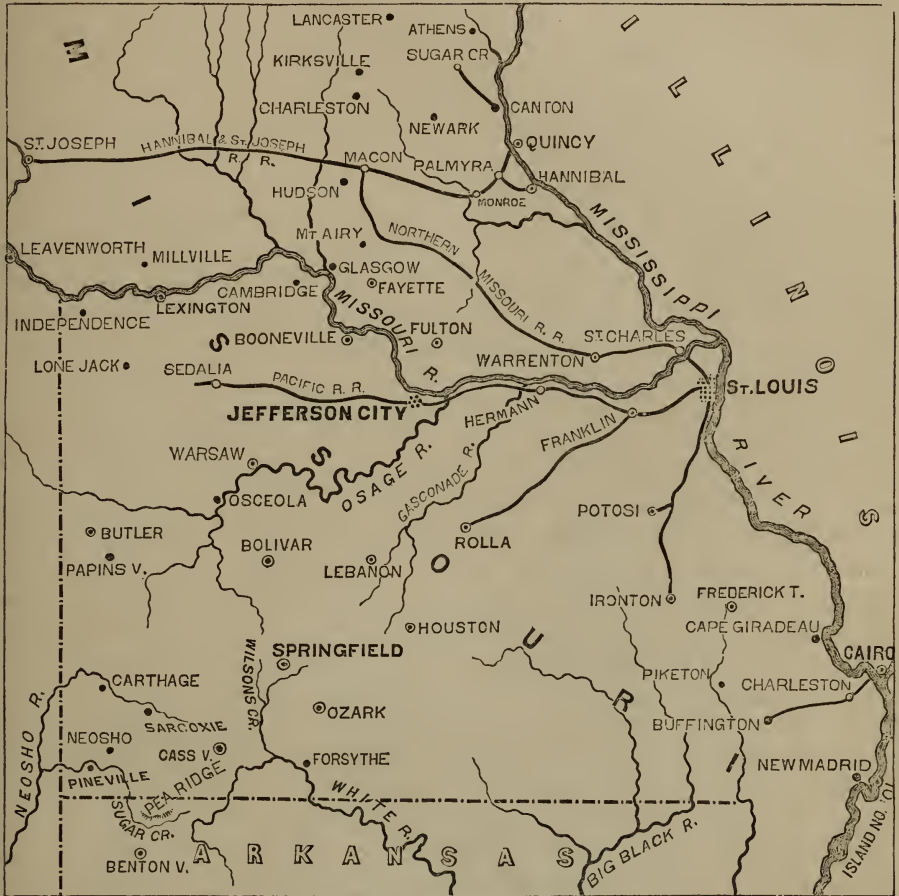 LANCASTER
ATHENS
SUGAR CR
KIRKSVILLE
CHARLESTON
CANTON
NEWARK
QUINCY
ST. JOSEPH
HANNIBAL & ST. JOSEPH
R. R.
MACON
PALMYRA
HANNIBAL
HUDSON
MONROE
MISSISSIPPI
RIVER
ILLINOIS
MISSOURI
LEAVENWORTH
MILLVILLE
MT AIRY
NORTHERN
MISSOURI R. R.
GLASGOW
FAYETTE
CAMBRIDGE
LEXINGTON
MISSOURI
R.
INDEPENDENCE
BOONEVILLE
FULTON
ST. CHARLES
WARRENTON
LONE JACK
SEDALIA
PACIFIC R. R.
JEFFERSON CITY
HERMANN
ST. LOUIS
FRANKLIN
WARSAW
OSAGE R.
GASCONADE R.
OSCEOLA
POTOSI
BUTLER
ROLLA
BOLIVAR
PAPINS V.
LEBANON
IRONTON
FREDERICK T.
HOUSTON
CAPE GIRADEAU
SPRINGFIELD
WILSONS CR.
CAIRO
CARTHAGE
PIKETON
CHARLESTON
NEOSHO R.
SARCOXIE
OZARK
BUFFINGTON
NEOSHO
CASS V.
FORSYTHE
NEW MADRID
PINEVILLE
PEA RIDGE
SUGAR CR.
WHITE R.
BIG BLACK R.
ISLAND NO.
BENTON V.
ARKANSAS